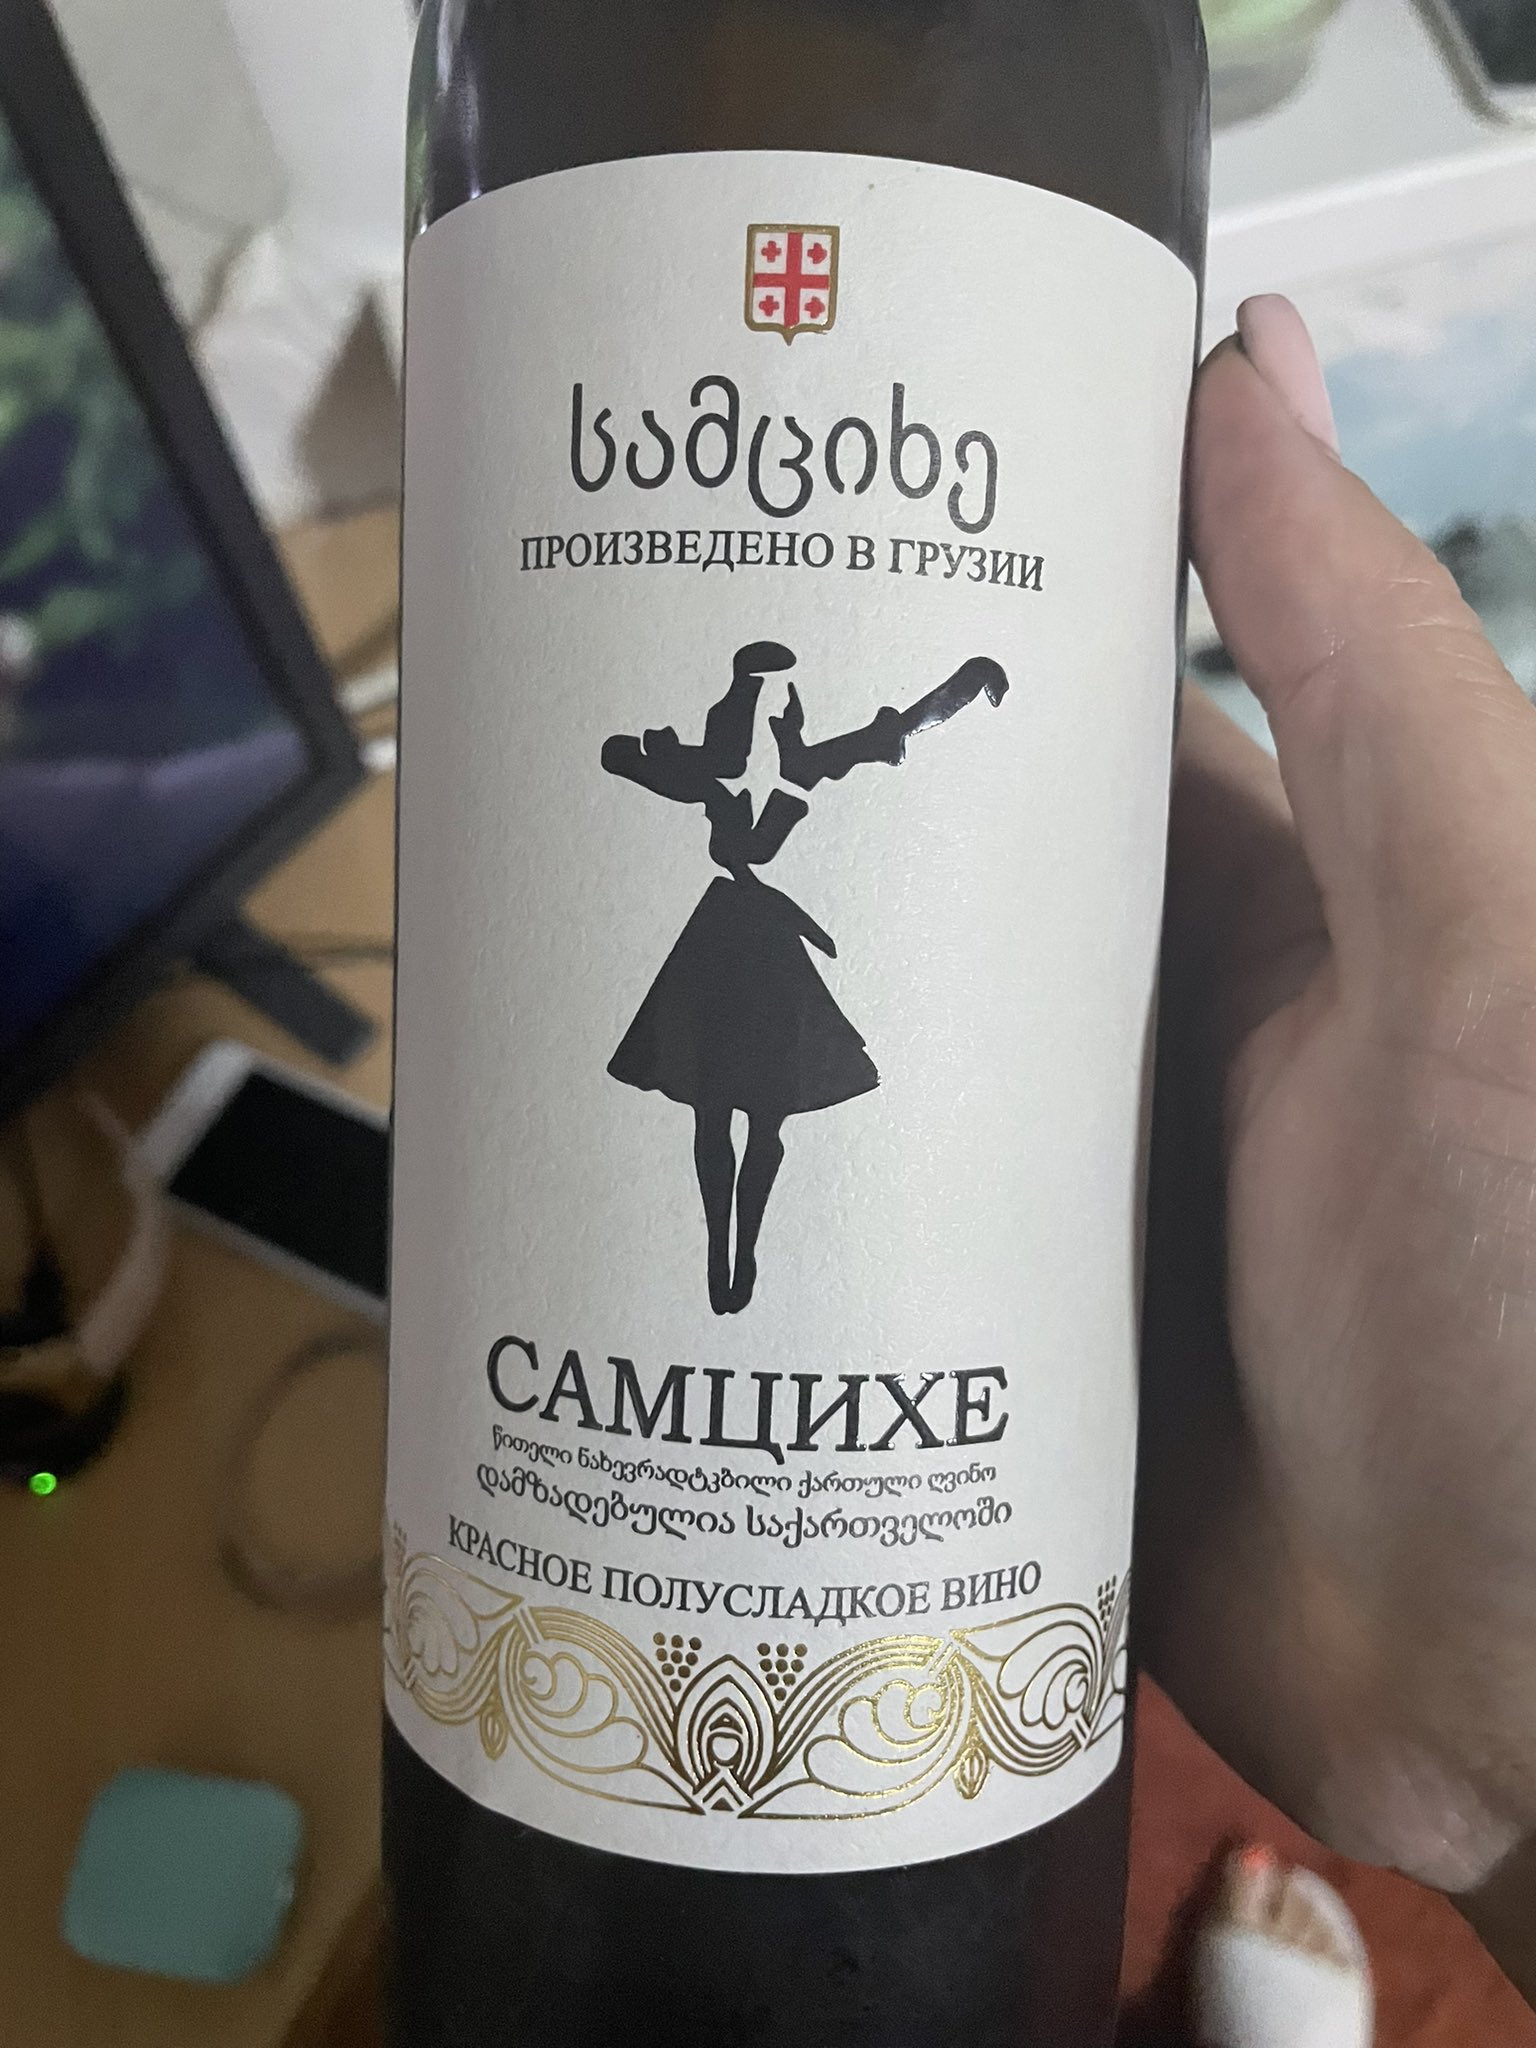 სამციხე
ПРОИЗВЕДЕНО В ГРУЗИИ
САМЦИХЕ
წითელი ნახევრადტკბილი ქართული ღვინო
დამზადებულია საქართველოში
КРАСНОЕ ПОЛУСЛАДКОЕ ВИНО